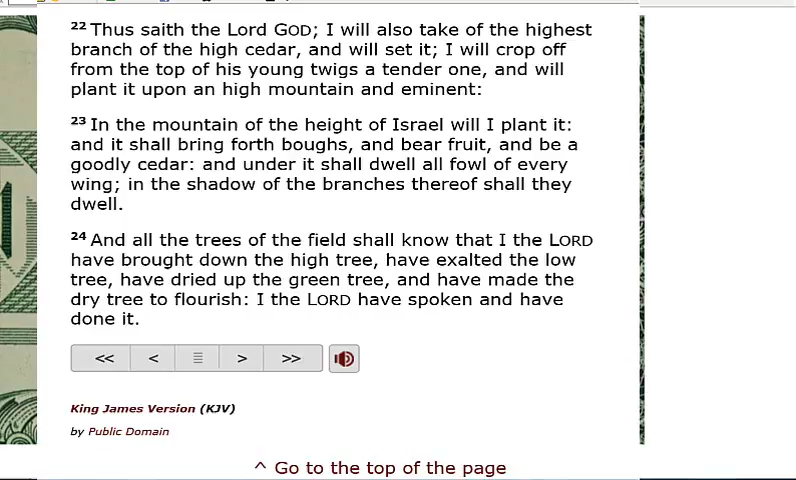 22 Thus saith the Lord GOD; I will also take of the highest
branch of the high cedar, and will set it; I will crop off
from the top of his young twigs a tender one, and will
plant it upon an high mountain and eminent:
23 In the mountain of the height of Israel will I plant it:
and it shall bring forth boughs, and bear fruit, and be a
goodly cedar: and under it shall dwell all fowl of every
wing; in the shadow of the branches thereof shall they
dwell.
24 And all the trees of the field shall know that I the LORD
have brought down the high tree, have exalted the low
tree, have dried up the green tree, and have made the
dry tree to flourish: I the LORD have spoken and have
done it.
<< < ≡ > >>
King James Version (KJV)
by Public Domain
^ Go to the top of the page